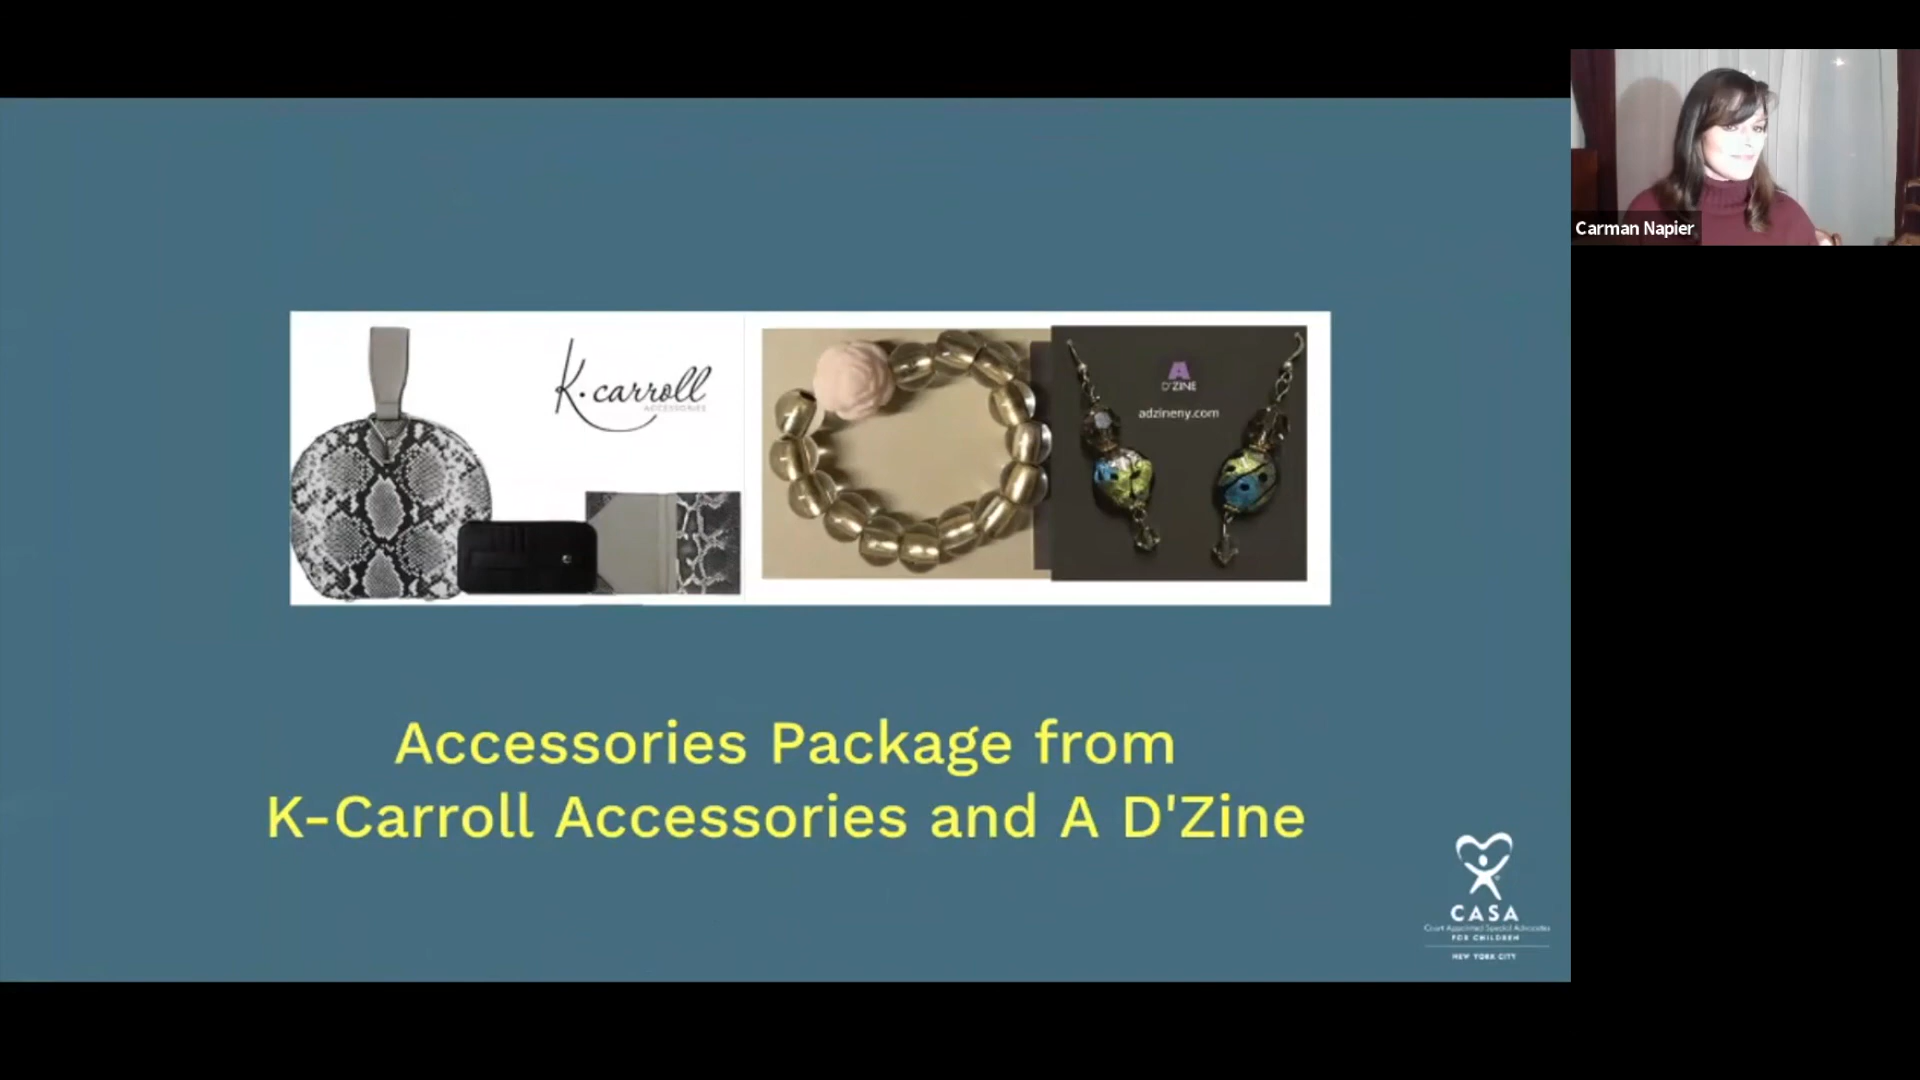 Carman Napier
K.carroll
ACCESSORIES
A
D'ZINE
adzineny.com
Accessories Package from
K-Carroll Accessories and A D'Zine
CASA
Court Appointed Special Advocates
FOR CHILDREN
NEW YORK CITY